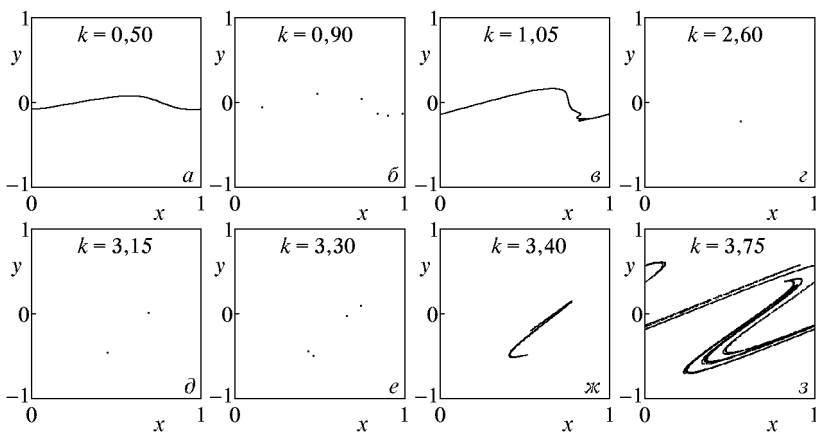 1 k = 0,50
y
0
−1 а
0 x 1
1 k = 0,90
y
0
−1 б
0 x 1
1 k = 1,05
y
0
−1 в
0 x 1
1 k = 2,60
y
0
−1 г
0 x 1
1 k = 3,15
y
0
−1 д
0 x 1
1 k = 3,30
y
0
−1 е
0 x 1
1 k = 3,40
y
0
−1 ж
0 x 1
1 k = 3,75
y
0
−1 з
0 x 1